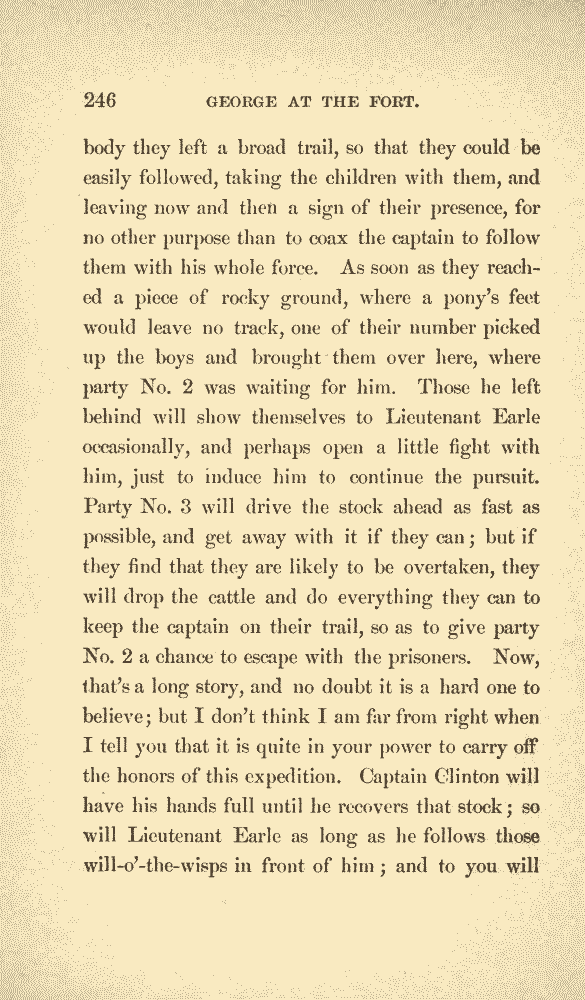 246 GEORGE AT THE FORT.
body they left a broad trail, so that they could be
easily followed, taking the children with them, and
leaving now and then a sign of their presence, for
no other purpose than to coax the captain to follow
them with his whole force. As soon as they reach-
ed a piece of rocky ground, where a pony's feet
would leave no track, one of their number picked
up the boys and brought them over here, where
party No. 2 was waiting for him. Those he left
behind will show themselves to Lieutenant Earle
occasionally, and perhaps open a little fight with
him, just to induce him to continue the pursuit.
Party No. 3 will drive the stock ahead as fast as
possible, and get away with it if they can; but if
they find that they are likely to be overtaken, they
will drop the cattle and do everything they can to
keep the captain on their trail, so as to give party
No. 2 a chance to escape with the prisoners. Now,
that's a long story, and no doubt it is a hard one to
believe; but I don't think I am far from right when
I tell you that it is quite in your power to carry off
the honors of this expedition. Captain Clinton will
have his hands full until he recovers that stock; so
will Lieutenant Earle as long as he follows those
will-o'-the-wisps in front of him; and to you will